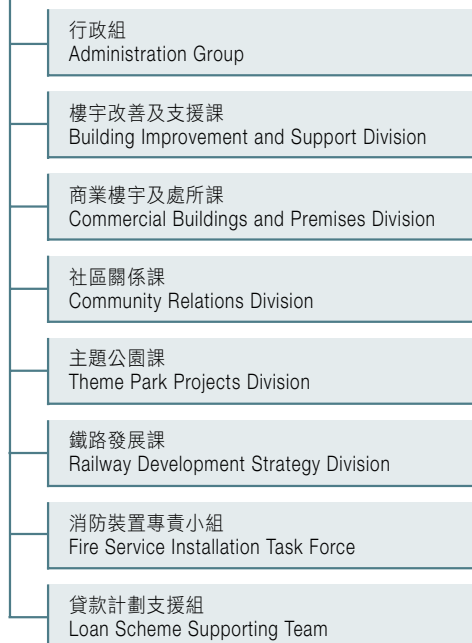 行政組
Administration Group
樓宇改善及支援課
Building Improvement and Support Division
商業樓宇及處所課
Commercial Buildings and Premises Division
社區關係課
Community Relations Division
主題公園課
Theme Park Projects Division
鐵路發展課
Railway Development Strategy Division
消防裝置專責小組
Fire Service Installation Task Force
貸款計劃支援組
Loan Scheme Supporting Team